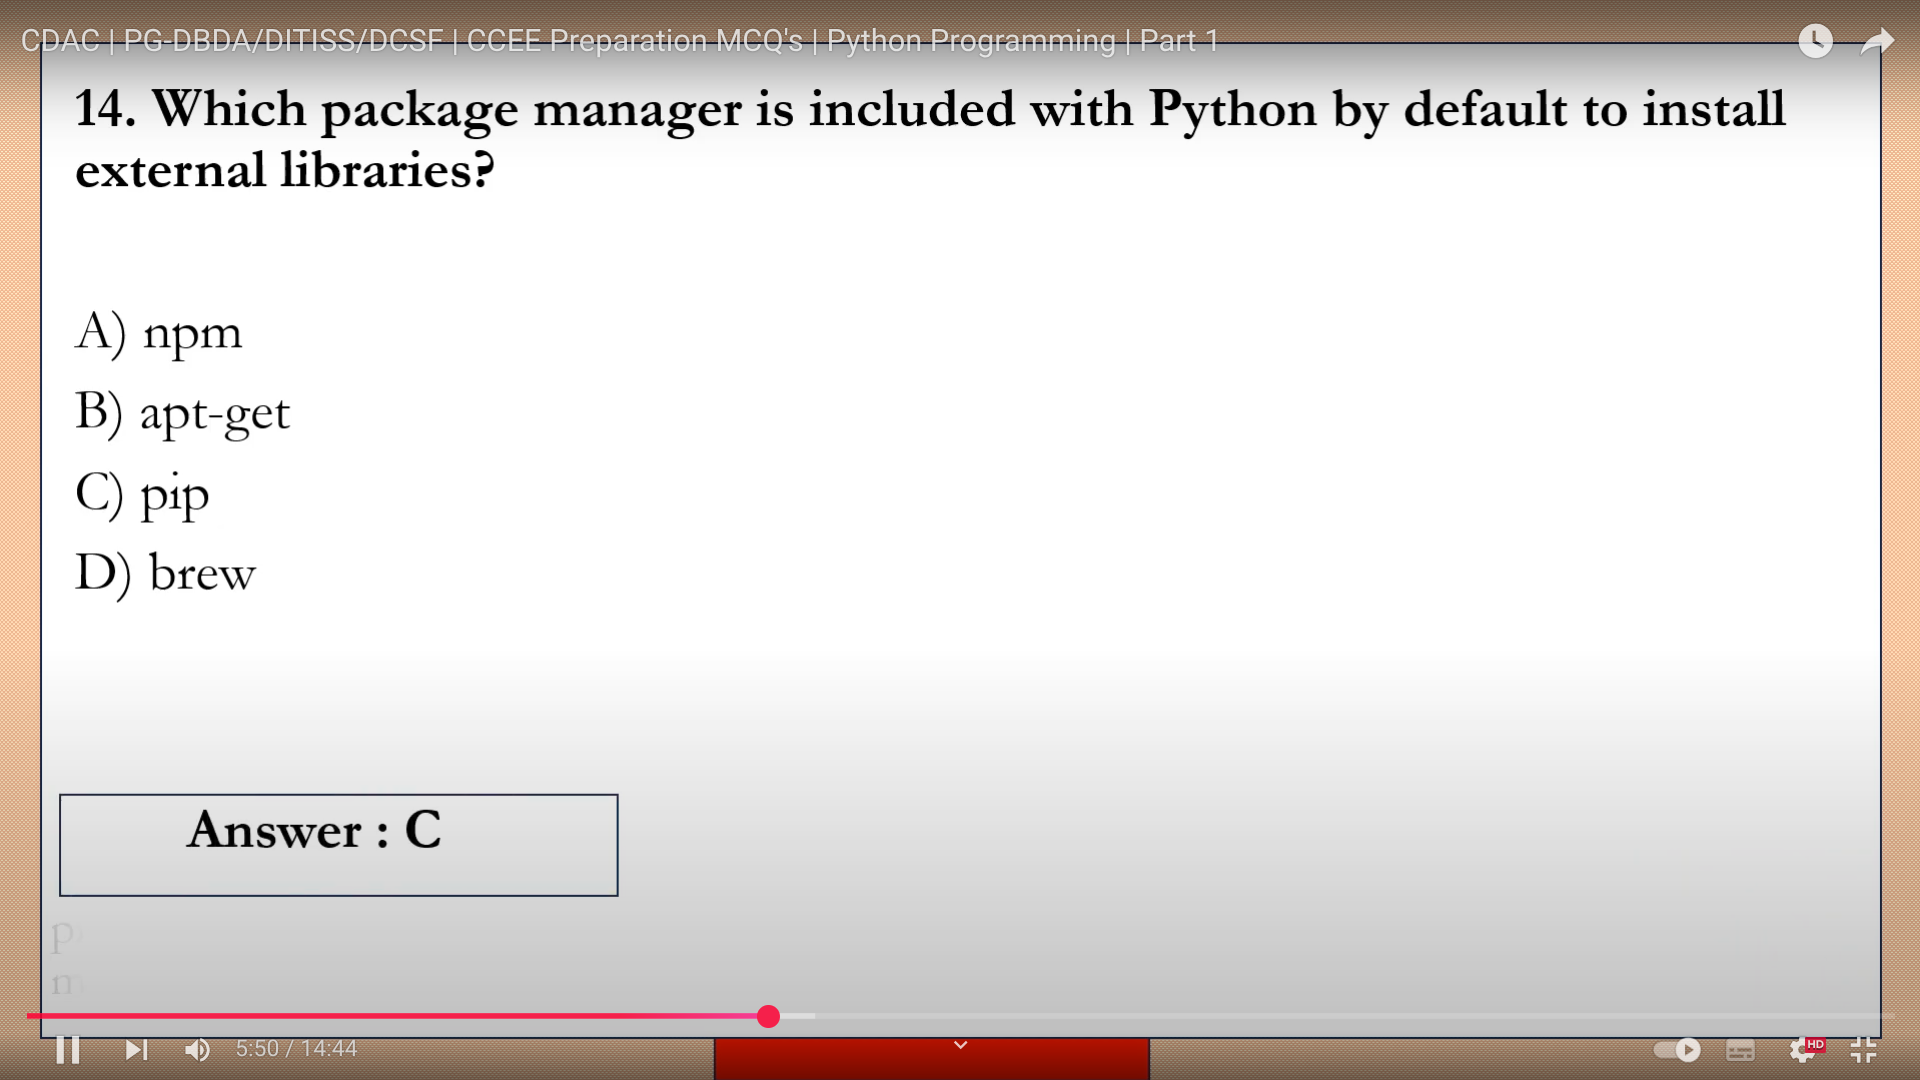 CDAC | PG-DBDA/DITISS/DCSF | CCEE Preparation MCQ's | Python Programming | Part 1
14. Which package manager is included with Python by default to install
external libraries?
A) npm
B) apt-get
C) pip
D) brew
Answer : C
p
m
5:50 / 14:44
HD